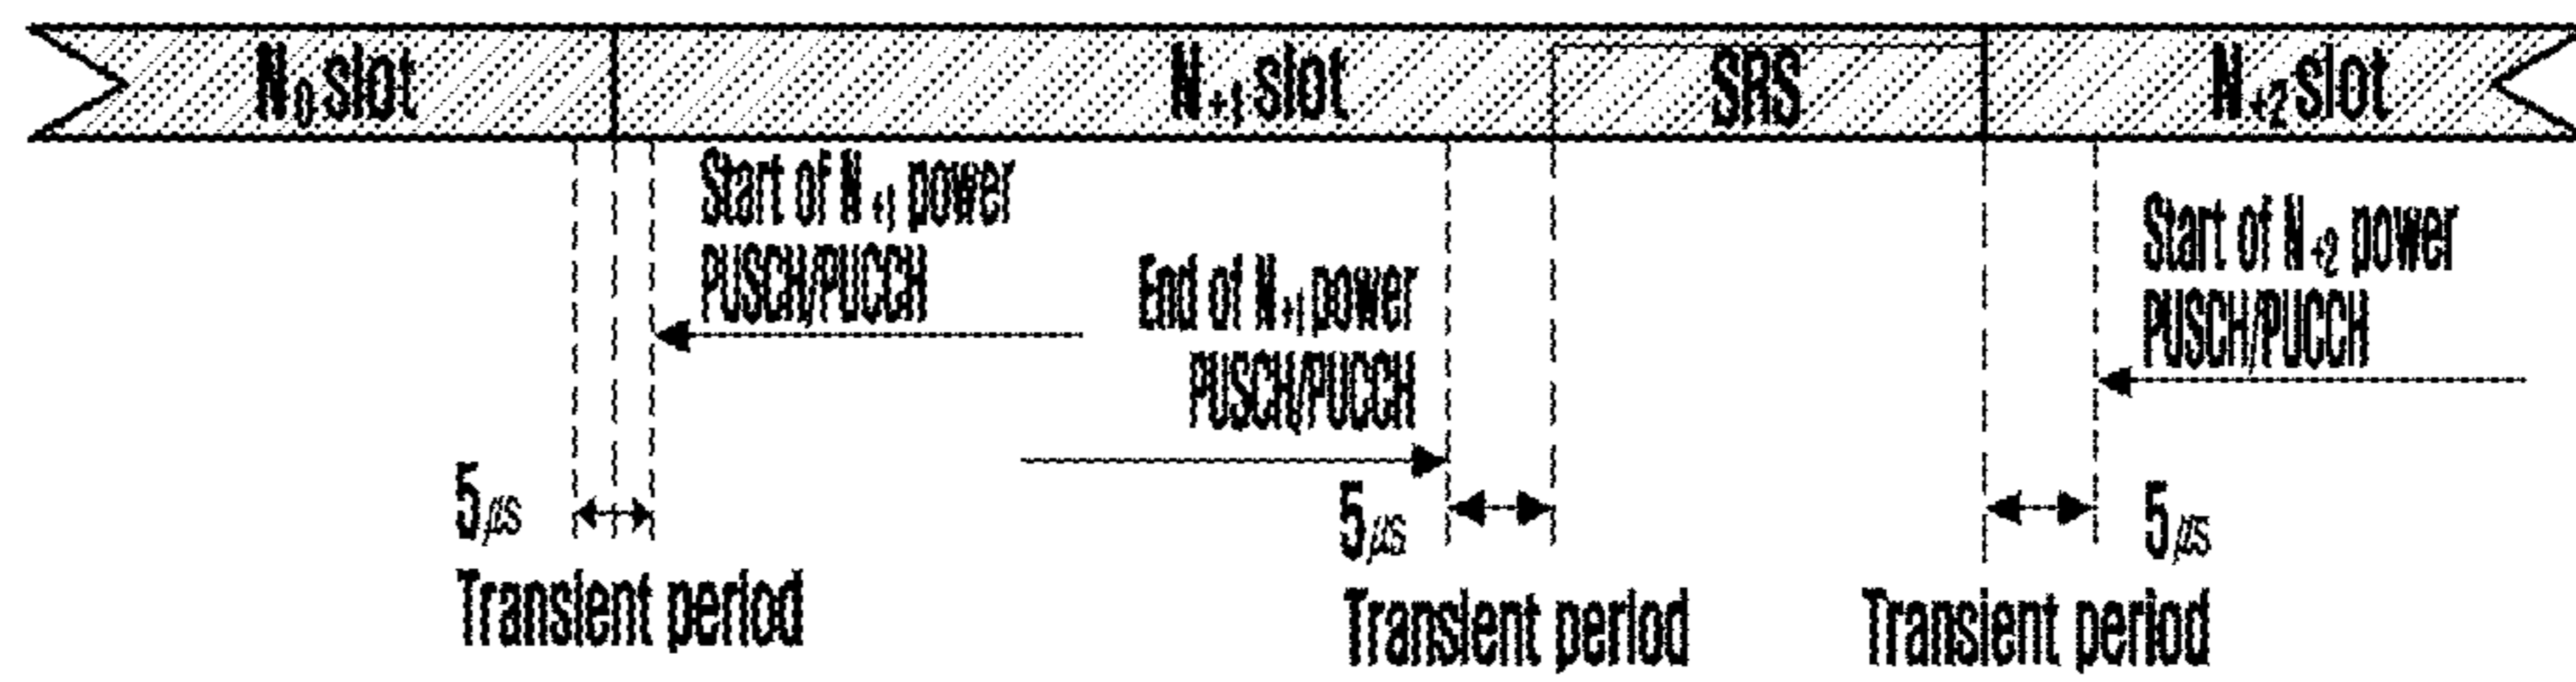 N0 slot
N+1 slot
SRS
N+2 slot
Start of N+1 power
PUSCH/PUCCH
End of N+1 power
PUSCH/PUCCH
Start of N+2 power
PUSCH/PUCCH
5μs
Transient period
5μs
Transient period
5μs
Transient period